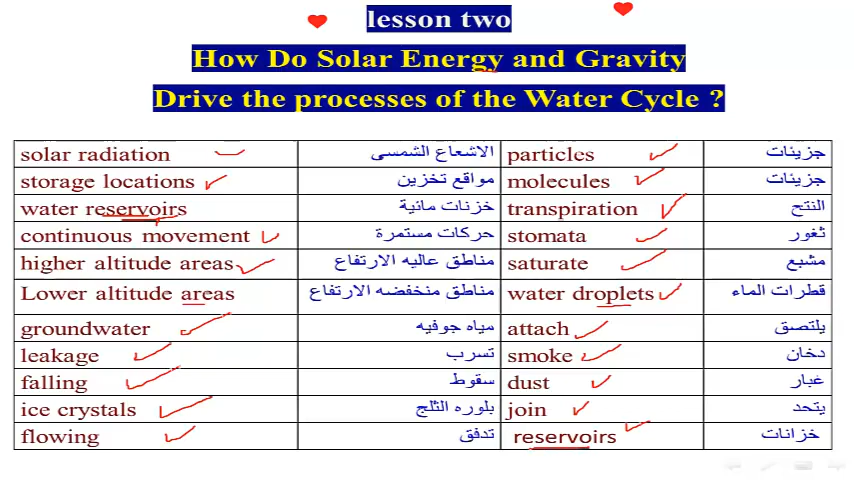 lesson two
How Do Solar Energy and Gravity
Drive the processes of the Water Cycle ?
solar radiation الاشعاع الشمسى particles جزيئات
storage locations مواقع تخزين molecules جزيئات
water reservoirs خزنات مائية transpiration النتح
continuous movement حركات مستمرة stomata ثغور
higher altitude areas مناطق عاليه الارتفاع saturate مشبع
Lower altitude areas مناطق منخفضه الارتفاع water droplets قطرات الماء
groundwater مياه جوفيه attach يلتصق
leakage تسرب smoke دخان
falling سقوط dust غبار
ice crystals بلوره الثلج join يتحد
flowing تدفق reservoirs خزانات